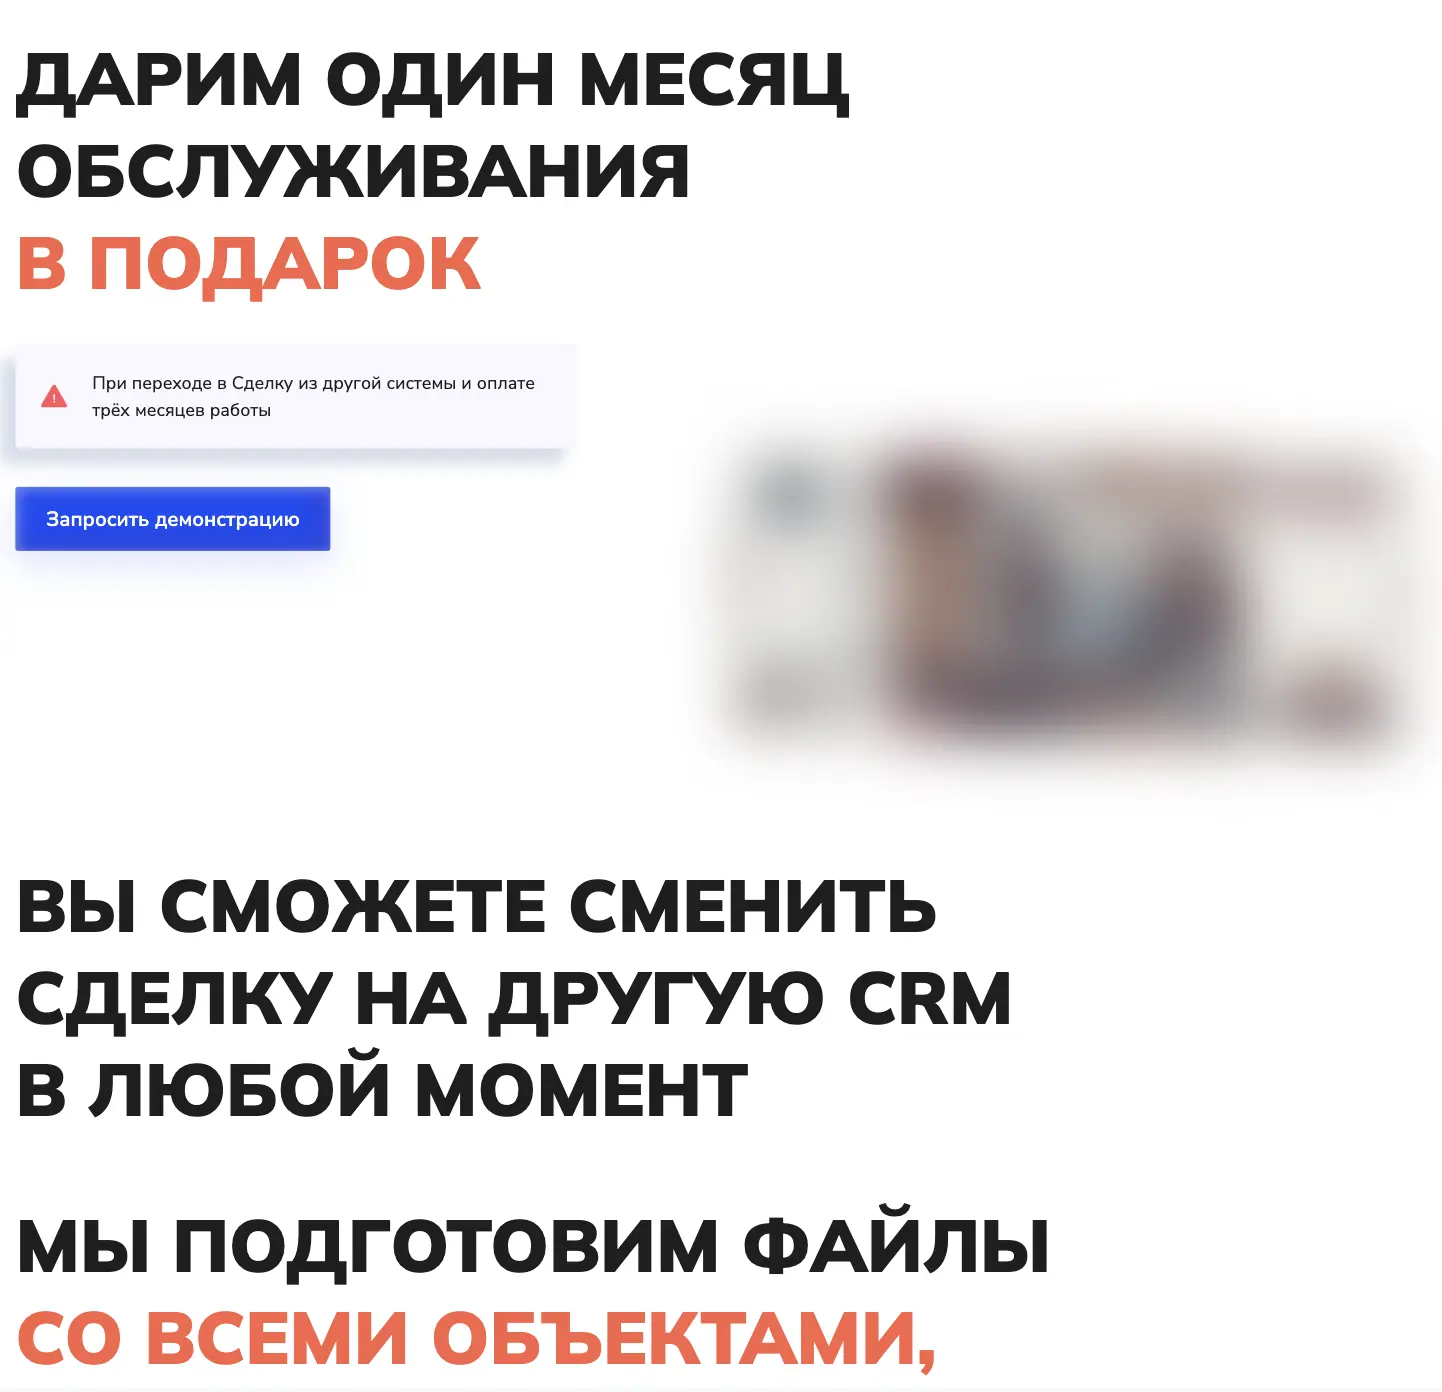 ДАРИМ ОДИН МЕСЯЦ
ОБСЛУЖИВАНИЯ
В ПОДАРОК
При переходе в Сделку из другой системы и оплате
трёх месяцев работы
Запросить демонстрацию
ВЫ СМОЖЕТЕ СМЕНИТЬ
СДЕЛКУ НА ДРУГУЮ CRM
В ЛЮБОЙ МОМЕНТ
МЫ ПОДГОТОВИМ ФАЙЛЫ
СО ВСЕМИ ОБЪЕКТАМИ,